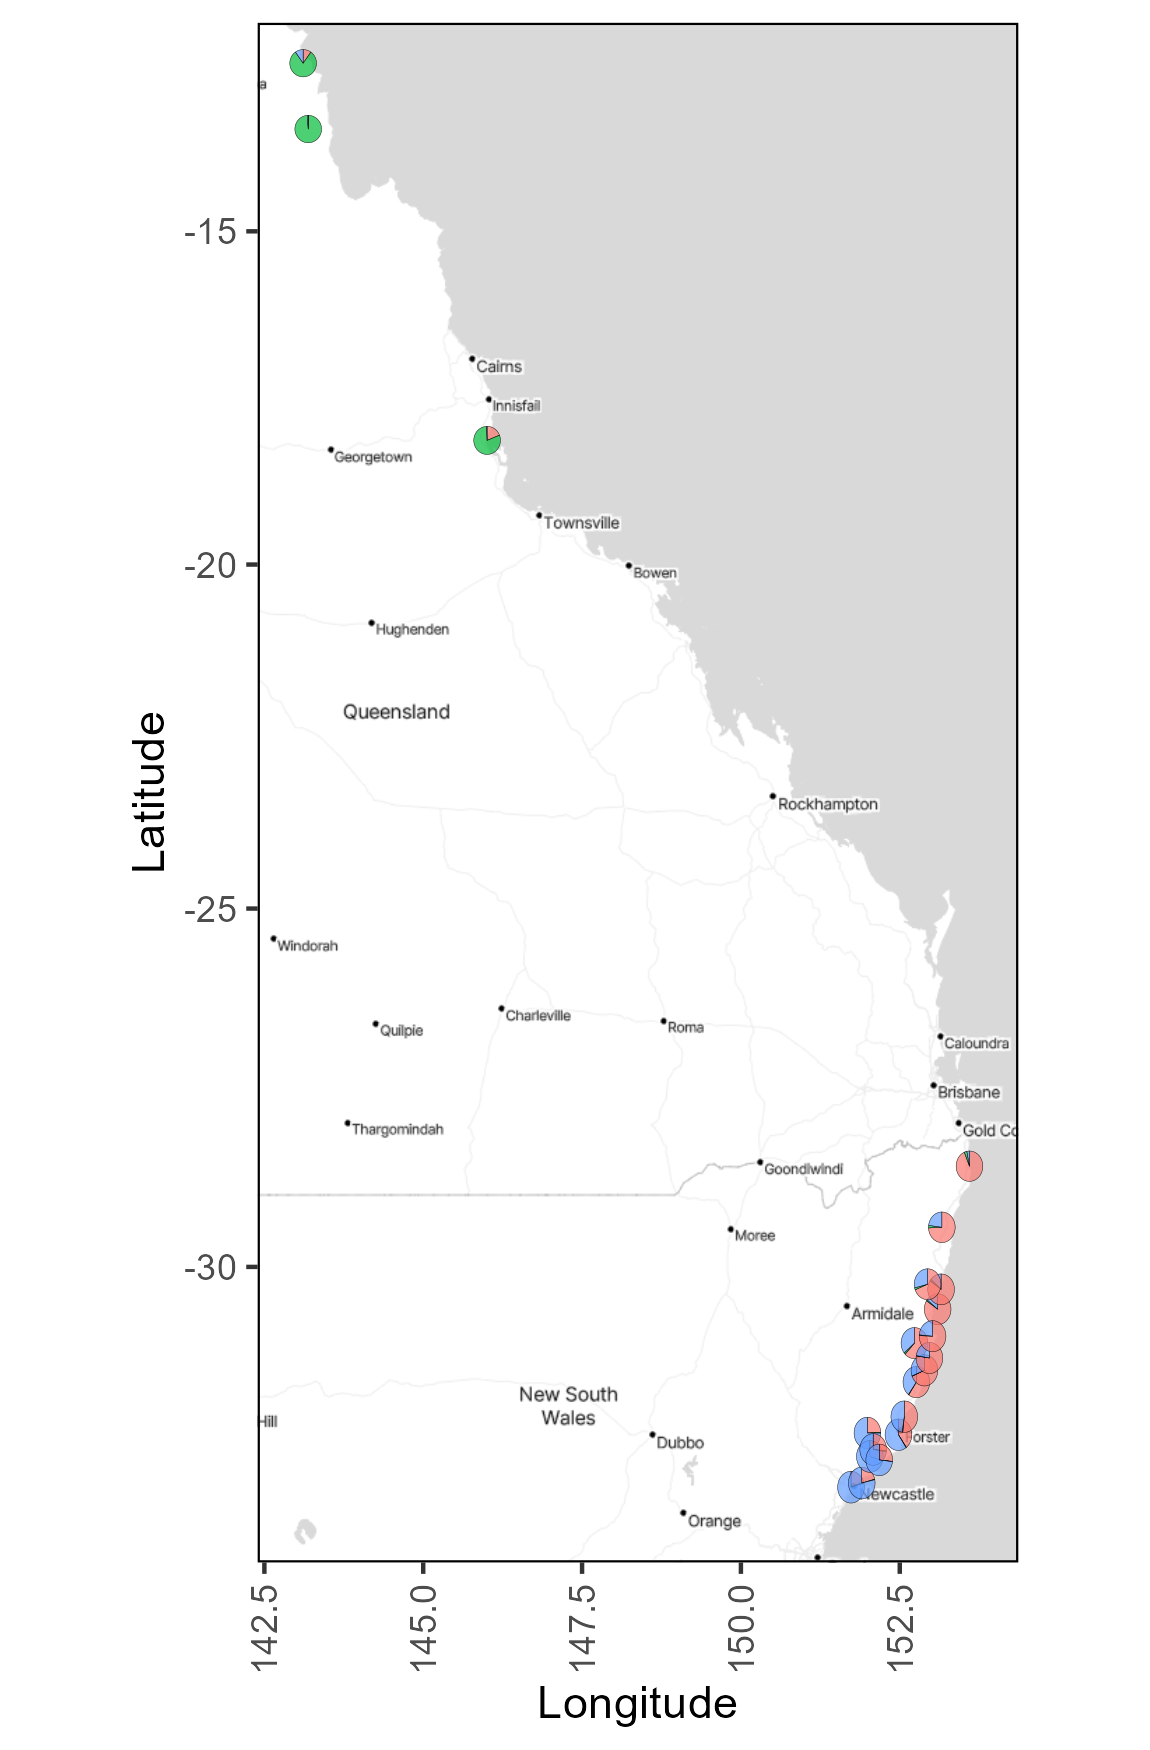 a
-15
Cairns
Innisfail
Georgetown
Townsville
-20
Bowen
Hughenden
Queensland
Rockhampton
Latitude
-25
Windorah
Charleville
Quilpie
Roma
Caloundra
Brisbane
Thargomindah
Gold Co
Goondiwindi
Moree
-30
Armidale
New South
Wales
Hill
Dubbo
orster
Newcastle
Orange
142.5
145.0
147.5
150.0
152.5
Longitude